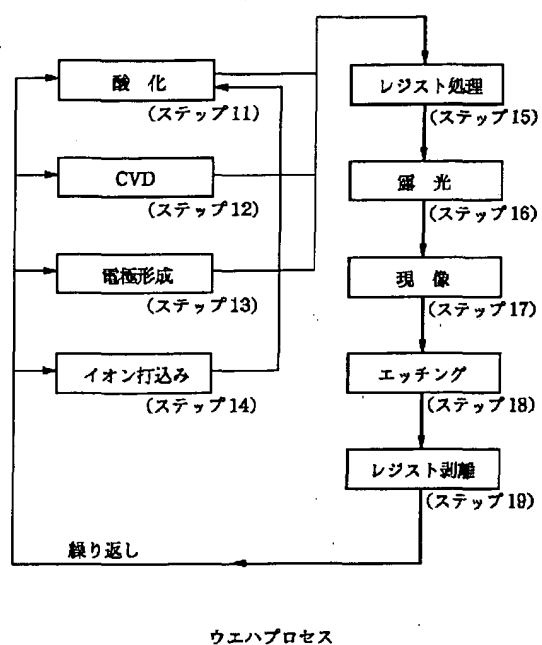 酸 化
(ステップ11)
CVD
(ステップ12)
電極形成
(ステップ13)
イオン打込み
(ステップ14)
レジスト処理
(ステップ15)
露 光
(ステップ16)
現 像
(ステップ17)
エッチング
(ステップ18)
レジスト剥離
(ステップ19)
繰り返し
ウエハプロセス